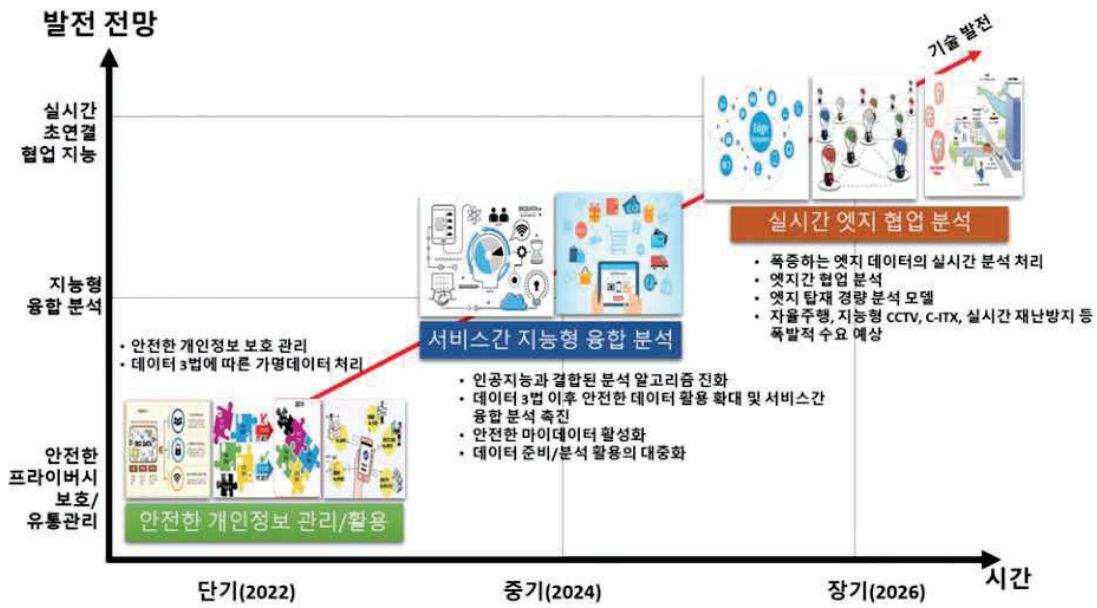 발전 전망
기술 발전
실시간
초연결
협업 지능
Edge
실시간 엣지 협업 분석
• 폭증하는 엣지 데이터의 실시간 분석 처리
• 엣지간 협업 분석
• 엣지 탑재 경량 분석 모델
• 자율주행, 지능형 CCTV, C-ITX, 실시간 재난방지 등
폭발적 수요 예상
지능형
융합 분석
서비스간 지능형 융합 분석
• 인공지능과 결합된 분석 알고리즘 진화
• 데이터 3법 이후 안전한 데이터 활용 확대 및 서비스간
융합 분석 촉진
• 안전한 마이데이터 활성화
• 데이터 준비/분석 활용의 대중화
• 안전한 개인정보 보호 관리
• 데이터 3법에 따른 가명데이터 처리
안전한
프라이버시
보호/
유통관리
BIG DATA
안전한 개인정보 관리/활용
단기(2022)
중기(2024)
장기(2026)
시간